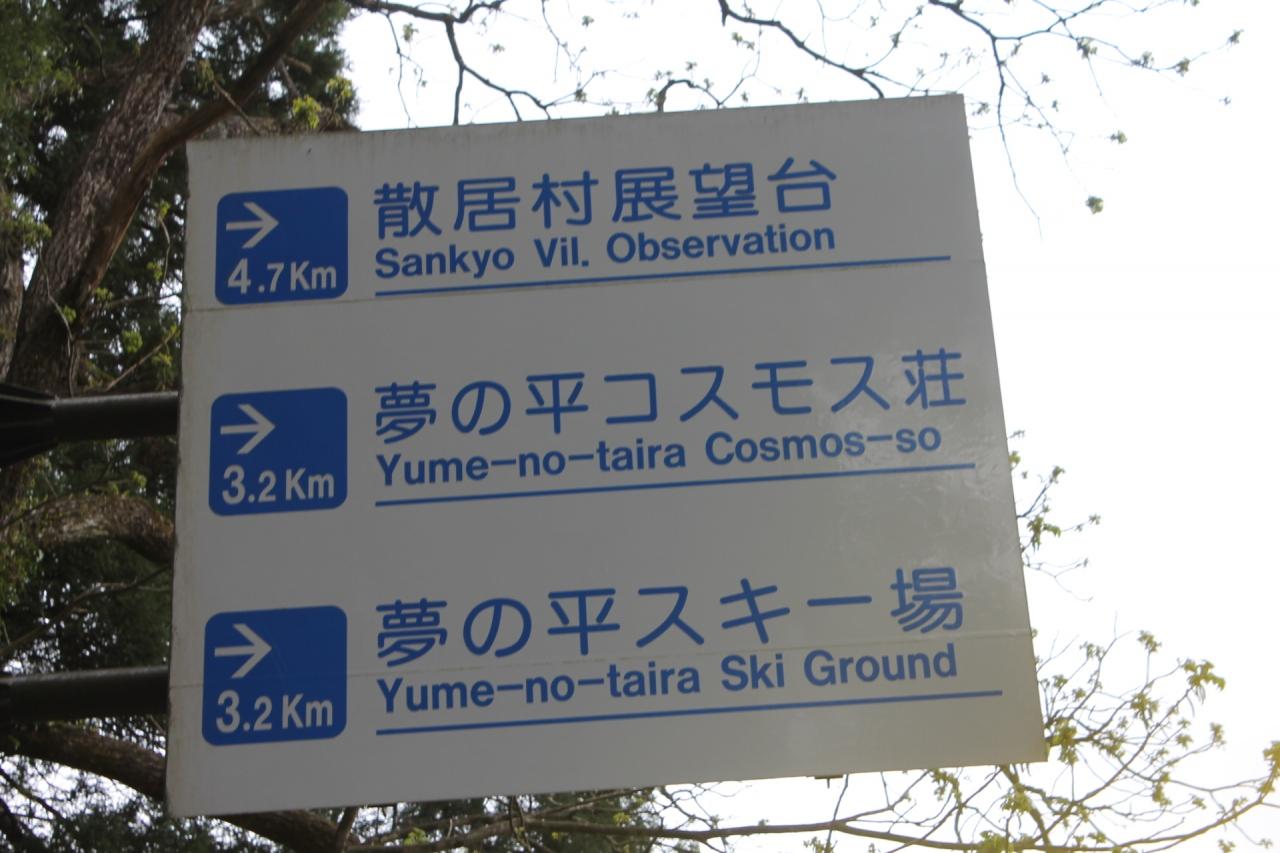 散居村展望台
Sankyo Vil. Observation
4.7Km
夢の平コスモス荘
Yume-no-taira Cosmos-so
3.2Km
夢の平スキー場
Yume-no-taira Ski Ground
3.2Km